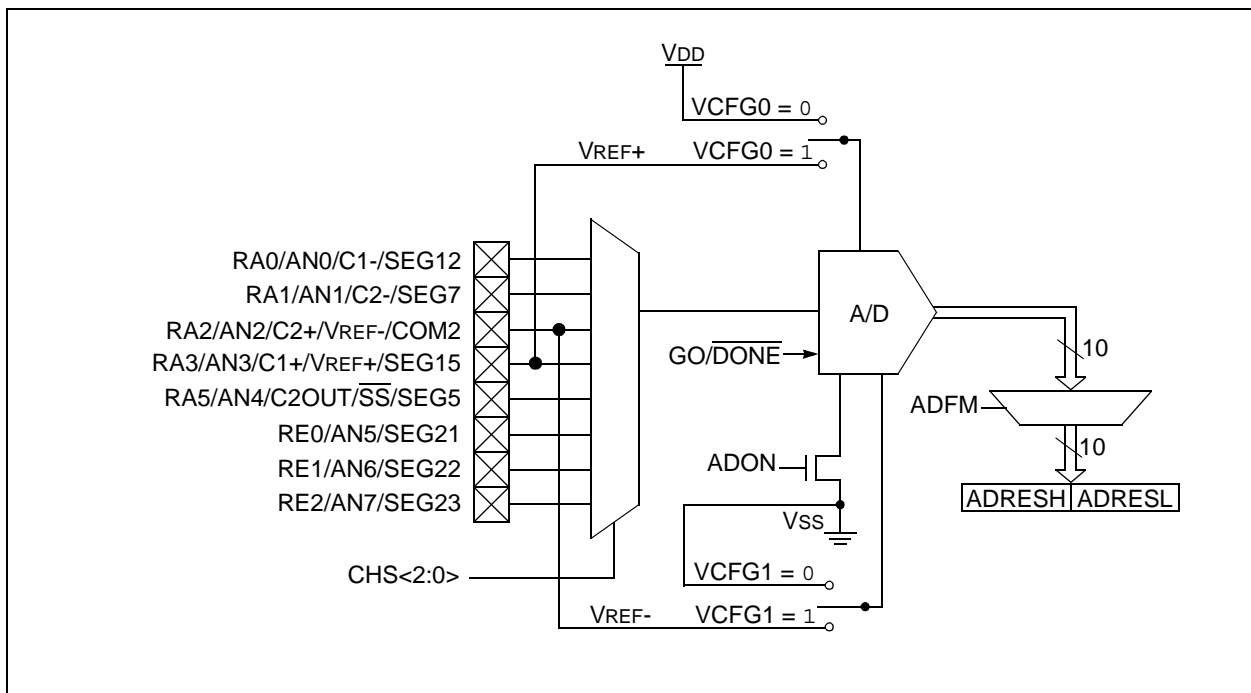 VDD
VCFG0 = 0
VREF+ VCFG0 = 1
RA0/AN0/C1-/SEG12
RA1/AN1/C2-/SEG7
RA2/AN2/C2+/VREF-/COM2
RA3/AN3/C1+/VREF+/SEG15
RA5/AN4/C2OUT/SS/SEG5
RE0/AN5/SEG21
RE1/AN6/SEG22
RE2/AN7/SEG23
CHS<2:0>
A/D
GO/DONE
10
ADFM
10
ADON
ADRESH ADRESL
VSS
VCFG1 = 0
VREF- VCFG1 = 1